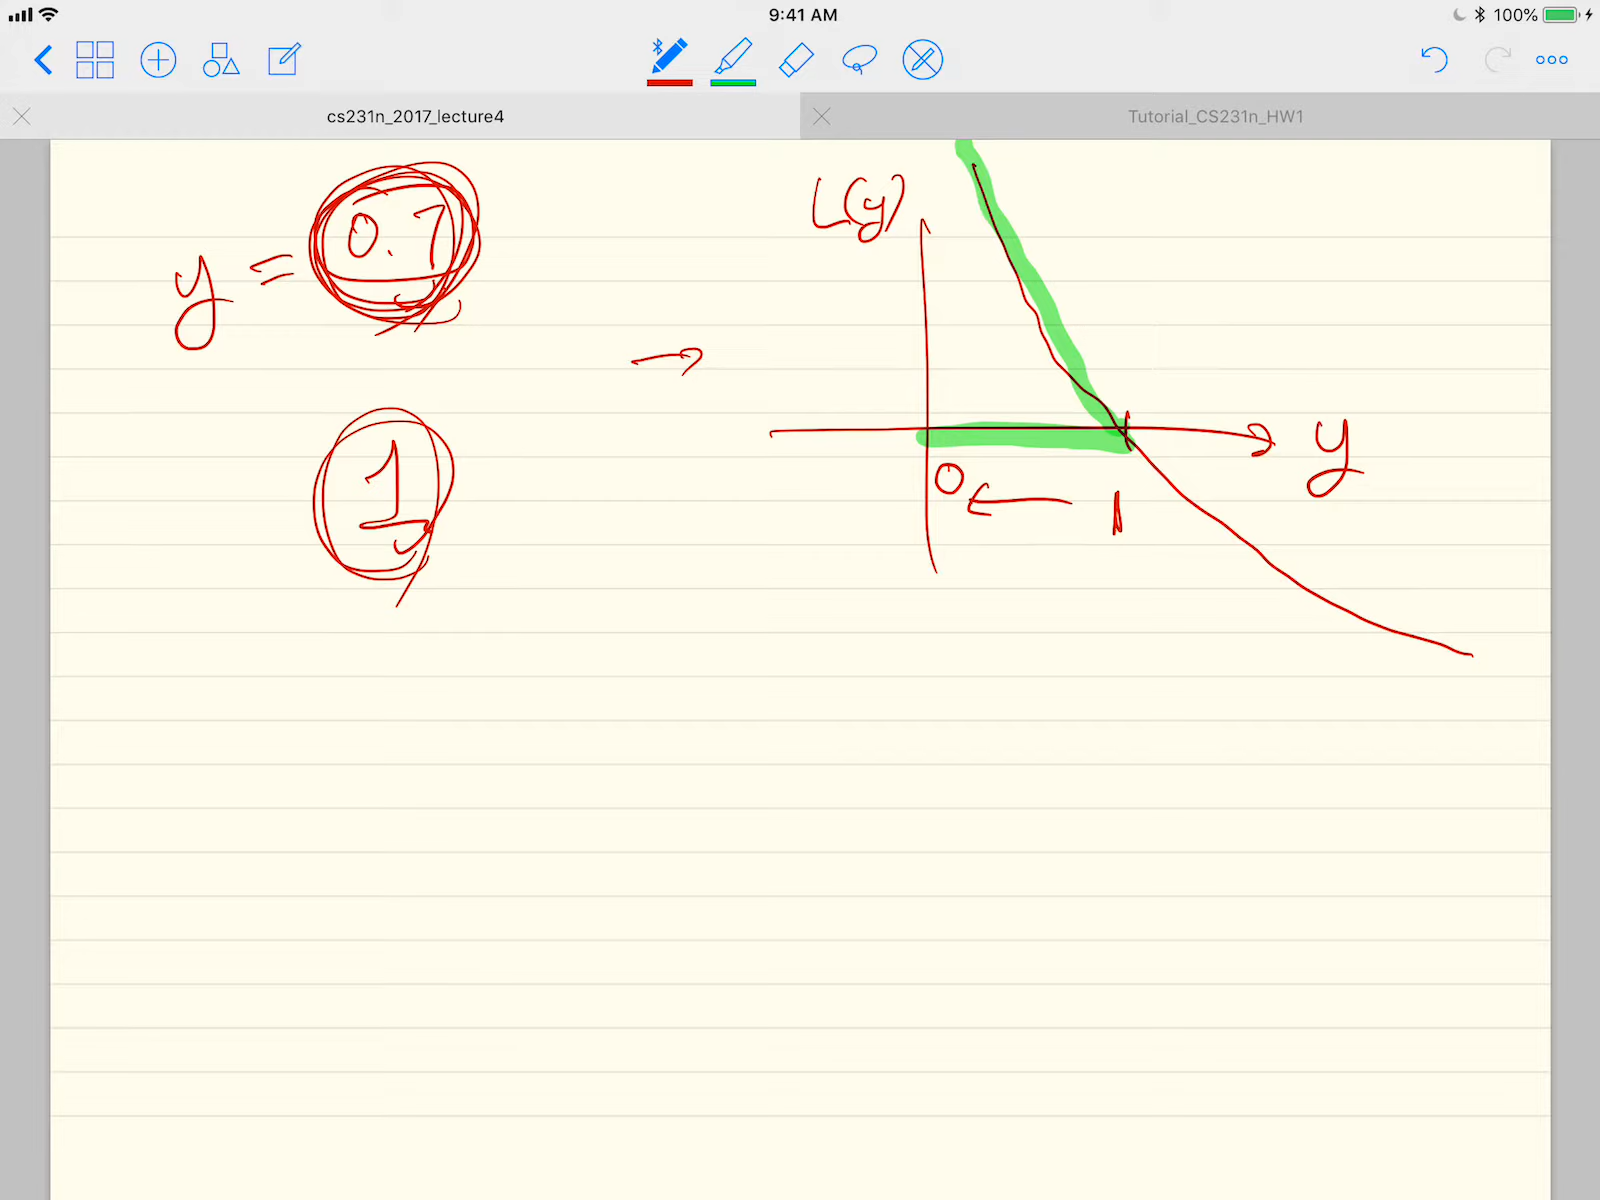 9:41 AM
100%
cs231n_2017_lecture4
Tutorial_CS231n_HW1
y = 0.7
1
→
L(y)
y
0 ← 1